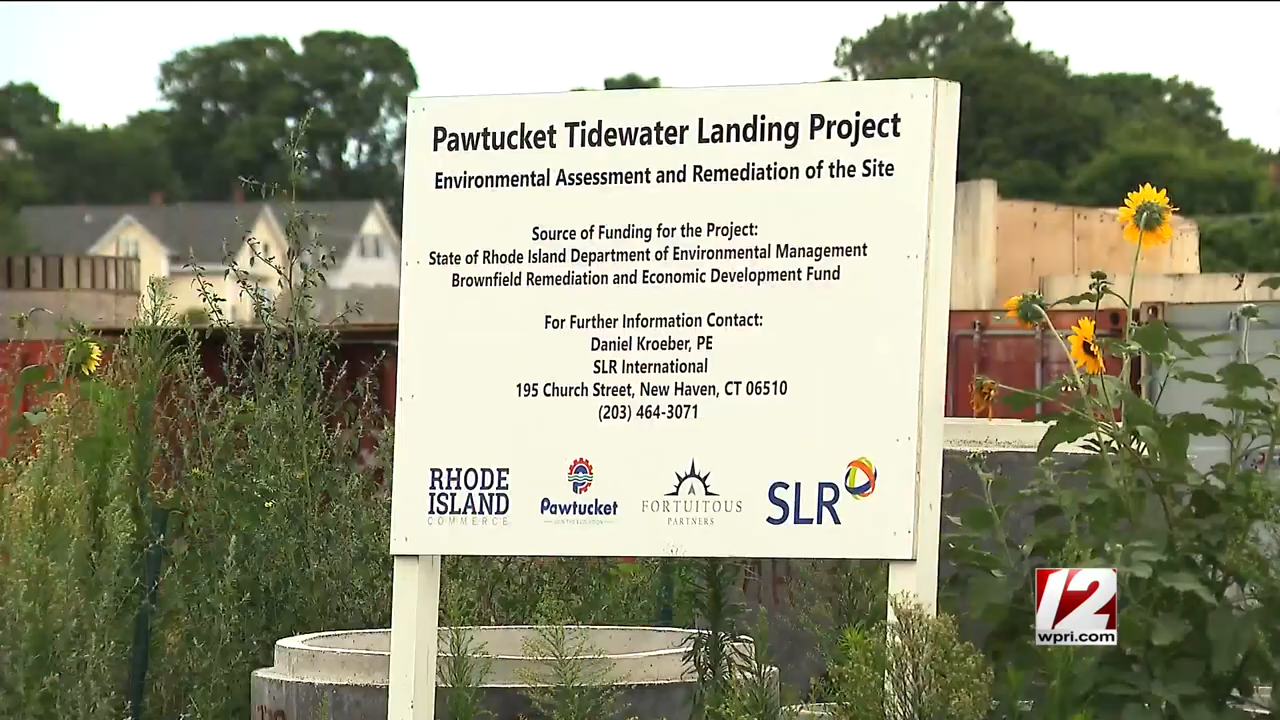 Pawtucket Tidewater Landing Project
Environmental Assessment and Remediation of the Site
Source of Funding for the Project:
State of Rhode Island Department of Environmental Management
Brownfield Remediation and Economic Development Fund
For Further Information Contact:
Daniel Kroeber, PE
SLR International
195 Church Street, New Haven, CT 06510
(203) 464-3071
RHODE
ISLAND
COMMERCE
Pawtucket
JOIN THE EVOLUTION
FORTUITOUS
PARTNERS
SLR
12
wpri.com